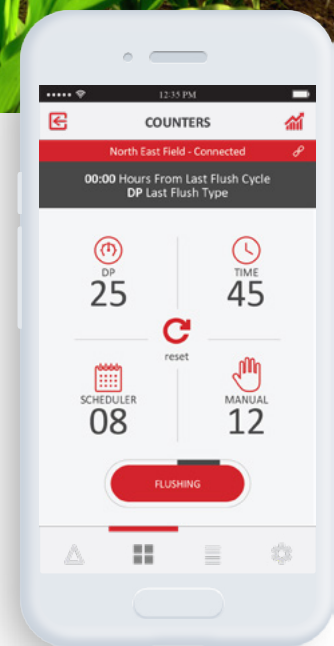 12:35 PM
COUNTERS
North East Field - Connected
00:00 Hours From Last Flush Cycle
DP Last Flush Type
DP
25
TIME
45
reset
SCHEDULER
08
MANUAL
12
FLUSHING